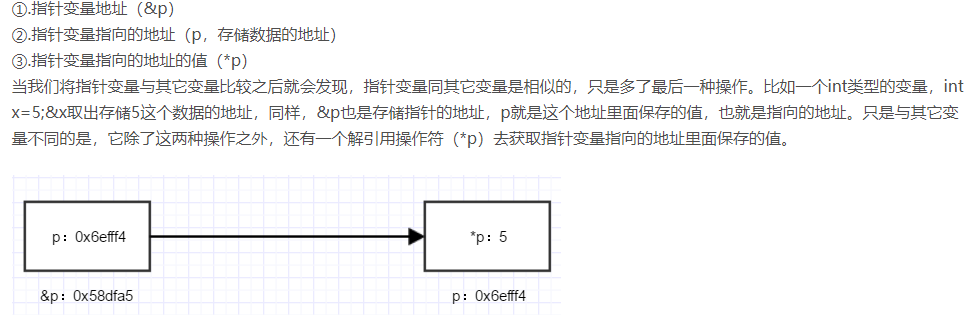 ①.指针变量地址（&p）
②.指针变量指向的地址（p，存储数据的地址）
③.指针变量指向的地址的值（*p）
当我们将指针变量与其它变量比较之后就会发现，指针变量同其它变量是相似的，只是多了最后一种操作。比如一个int类型的变量，int
x=5;&x取出存储5这个数据的地址，同样，&p也是存储指针的地址，p就是这个地址里面保存的值，也就是指向的地址。只是与其它变
量不同的是，它除了这两种操作之外，还有一个解引用操作符（*p）去获取指针变量指向的地址里面保存的值。
p：0x6efff4
*p：5
&p：0x58dfa5
p：0x6efff4